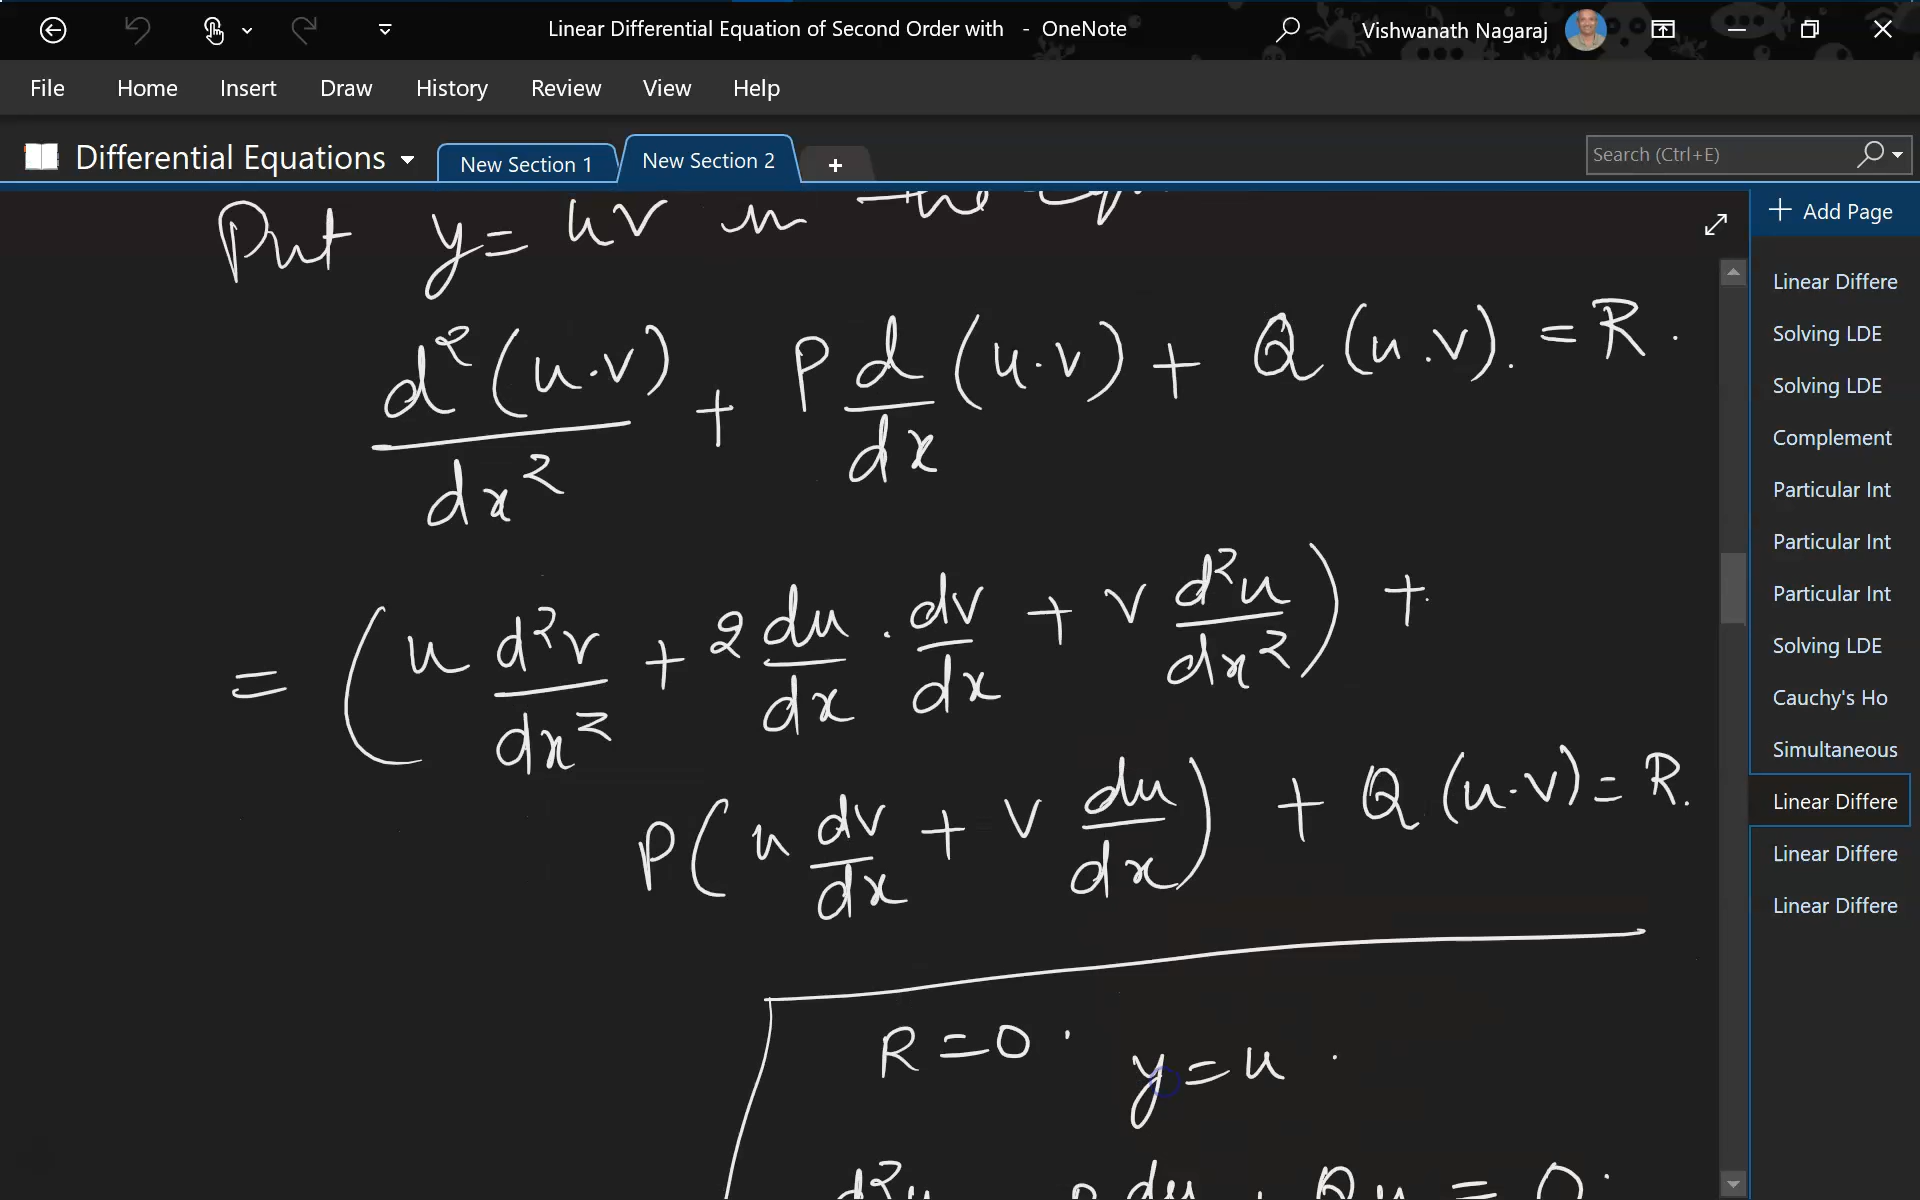 Linear Differential Equation of Second Order with - OneNote
Vishwanath Nagaraj
File Home Insert Draw History Review View Help
Differential Equations
New Section 1
New Section 2
+
Search (Ctrl+E)
Add Page
Linear Differe
Solving LDE
Solving LDE
Complement
Particular Int
Particular Int
Particular Int
Solving LDE
Cauchy's Ho
Simultaneous
Linear Differe
Linear Differe
Linear Differe
Put y = uv in the
d²(u·v)/dx² + P d/dx (u·v) + Q (u·v). = R.
= (u d²v/dx² + 2 du/dx · dv/dx + v d²u/dx²) +
P(u dv/dx + v du/dx) + Q (u·v) = R.
R = 0. y = u.